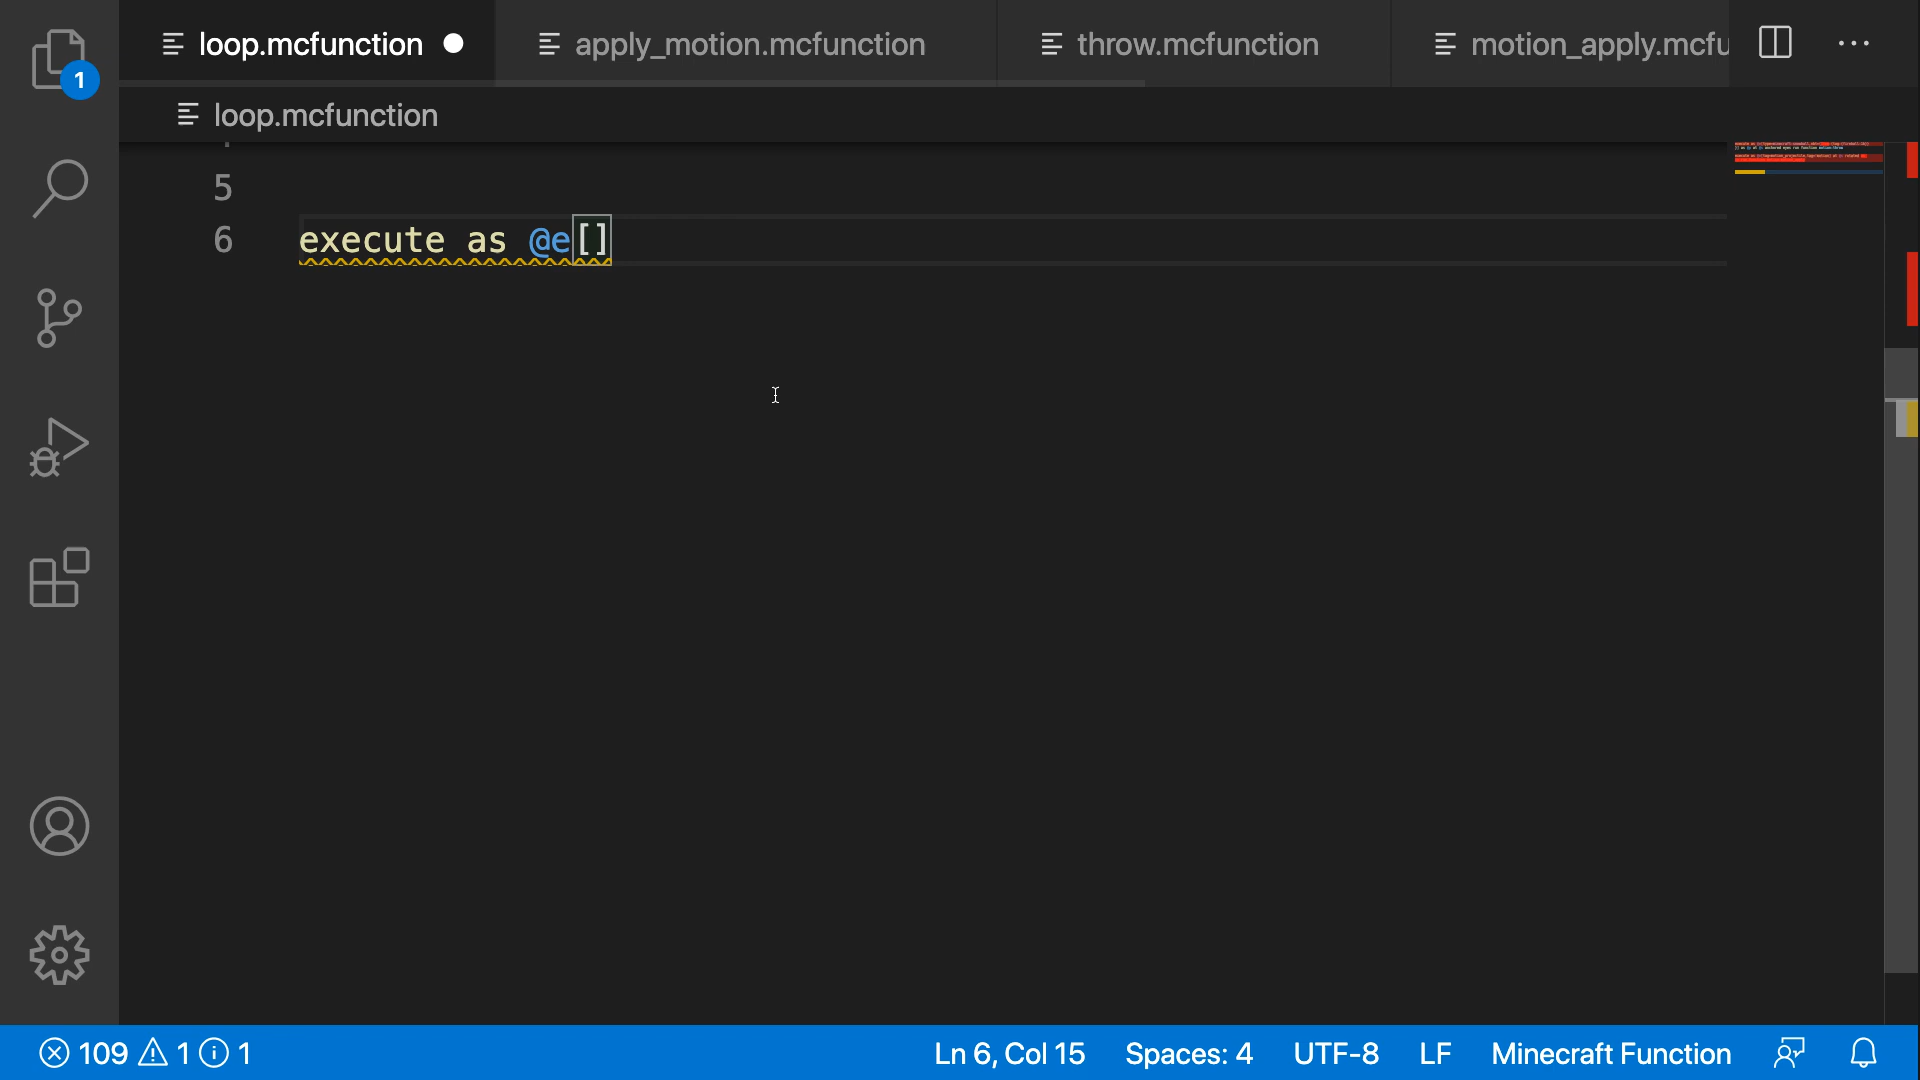 loop.mcfunction
apply_motion.mcfunction
throw.mcfunction
motion_apply.mcfu
1
loop.mcfunction
5
6 execute as @e[]
109 1 1
Ln 6, Col 15
Spaces: 4
UTF-8
LF
Minecraft Function